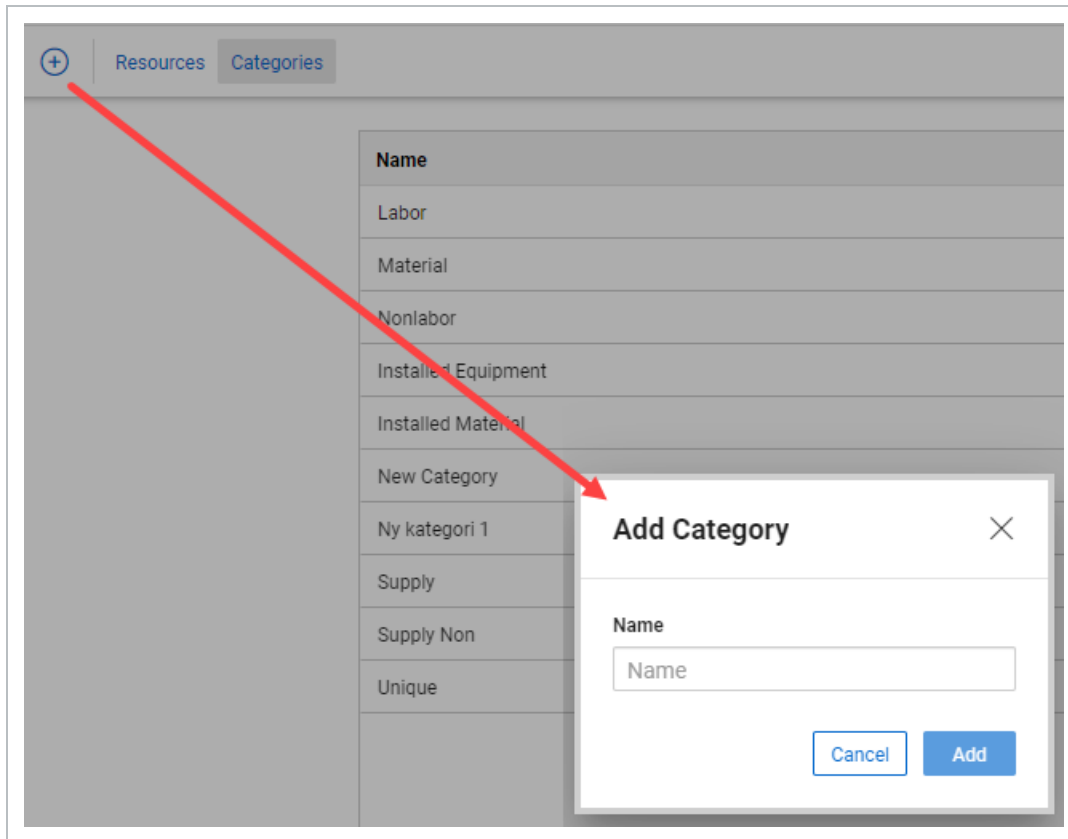 Resources Categories
Name
Labor
Material
Nonlabor
Installed Equipment
Installed Material
New Category
Ny kategori 1
Supply
Supply Non
Unique
Add Category
Name
Name
Cancel Add